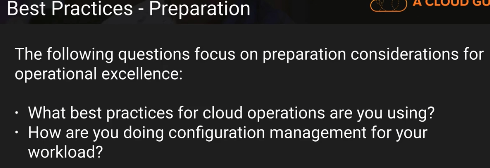 Best Practices - Preparation
A CLOUD GU
The following questions focus on preparation considerations for
operational excellence:
· What best practices for cloud operations are you using?
· How are you doing configuration management for your
workload?